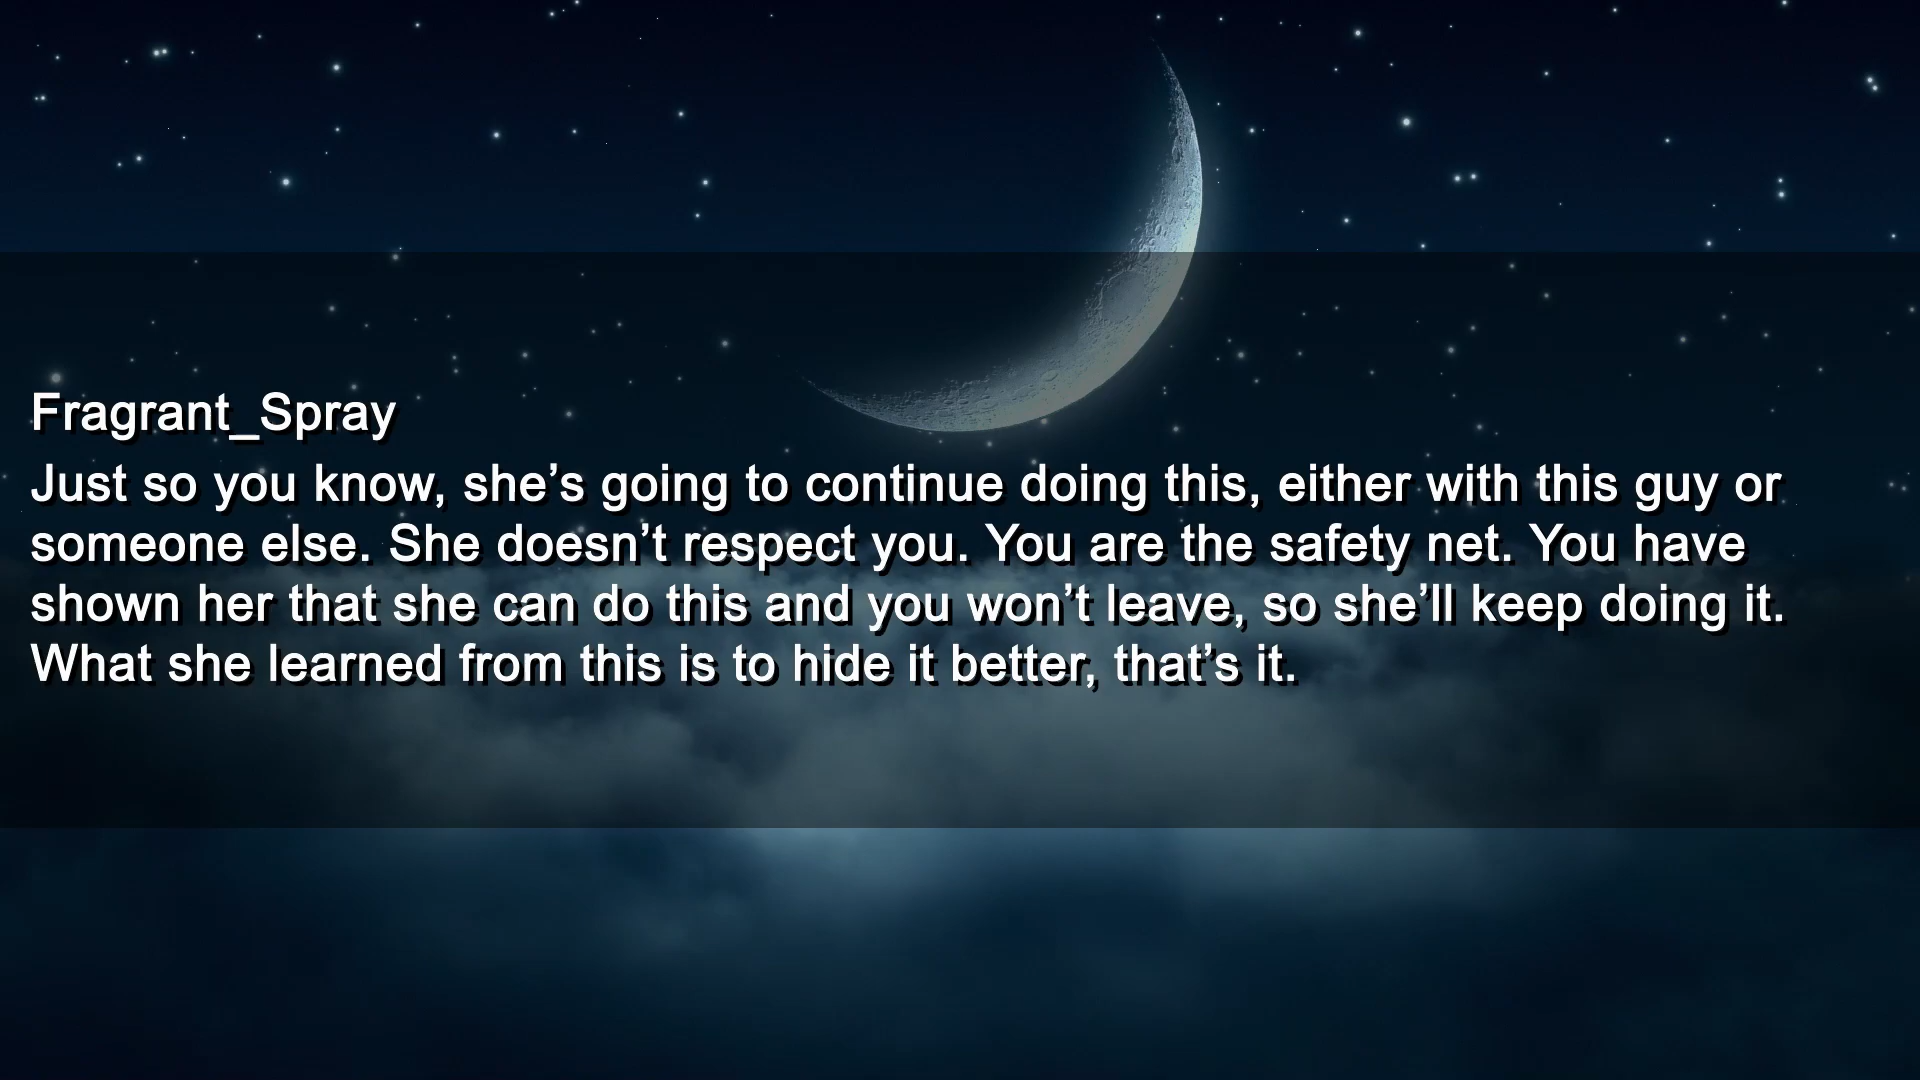 Fragrant_Spray
Just so you know, she’s going to continue doing this, either with this guy or
someone else. She doesn’t respect you. You are the safety net. You have
shown her that she can do this and you won’t leave, so she’ll keep doing it.
What she learned from this is to hide it better, that’s it.